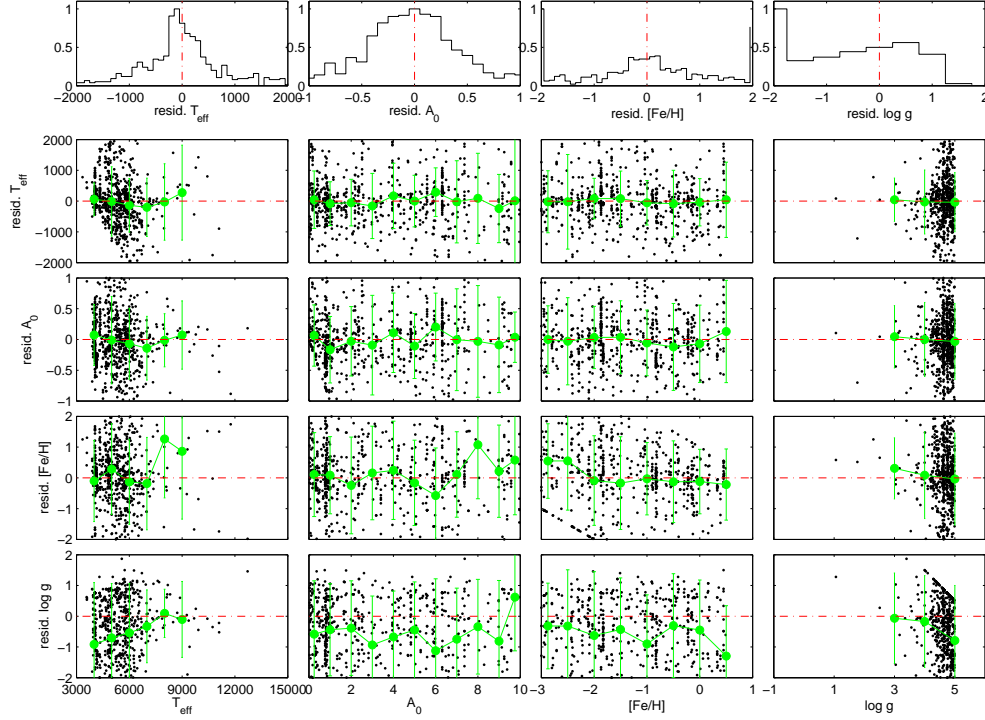 1 1 1 1
0.5 0.5 0.5 0.5
0 0 0 0
−2000 −1000 0 1000 2000 −1 −0.5 0 0.5 1 −2 −1 0 1 2 −2 −1 0 1 2
resid. T_eff resid. A_0 resid. [Fe/H] resid. log g
2000
1000
0
−1000
−2000
resid. T_eff
1
0.5
0
−0.5
−1
resid. A_0
2
1
0
−1
−2
resid. [Fe/H]
2
1
0
−1
−2
resid. log g
3000 6000 9000 12000 15000 0 2 4 6 8 10 −3 −2 −1 0 1 −1 1 3 5
T_eff A_0 [Fe/H] log g